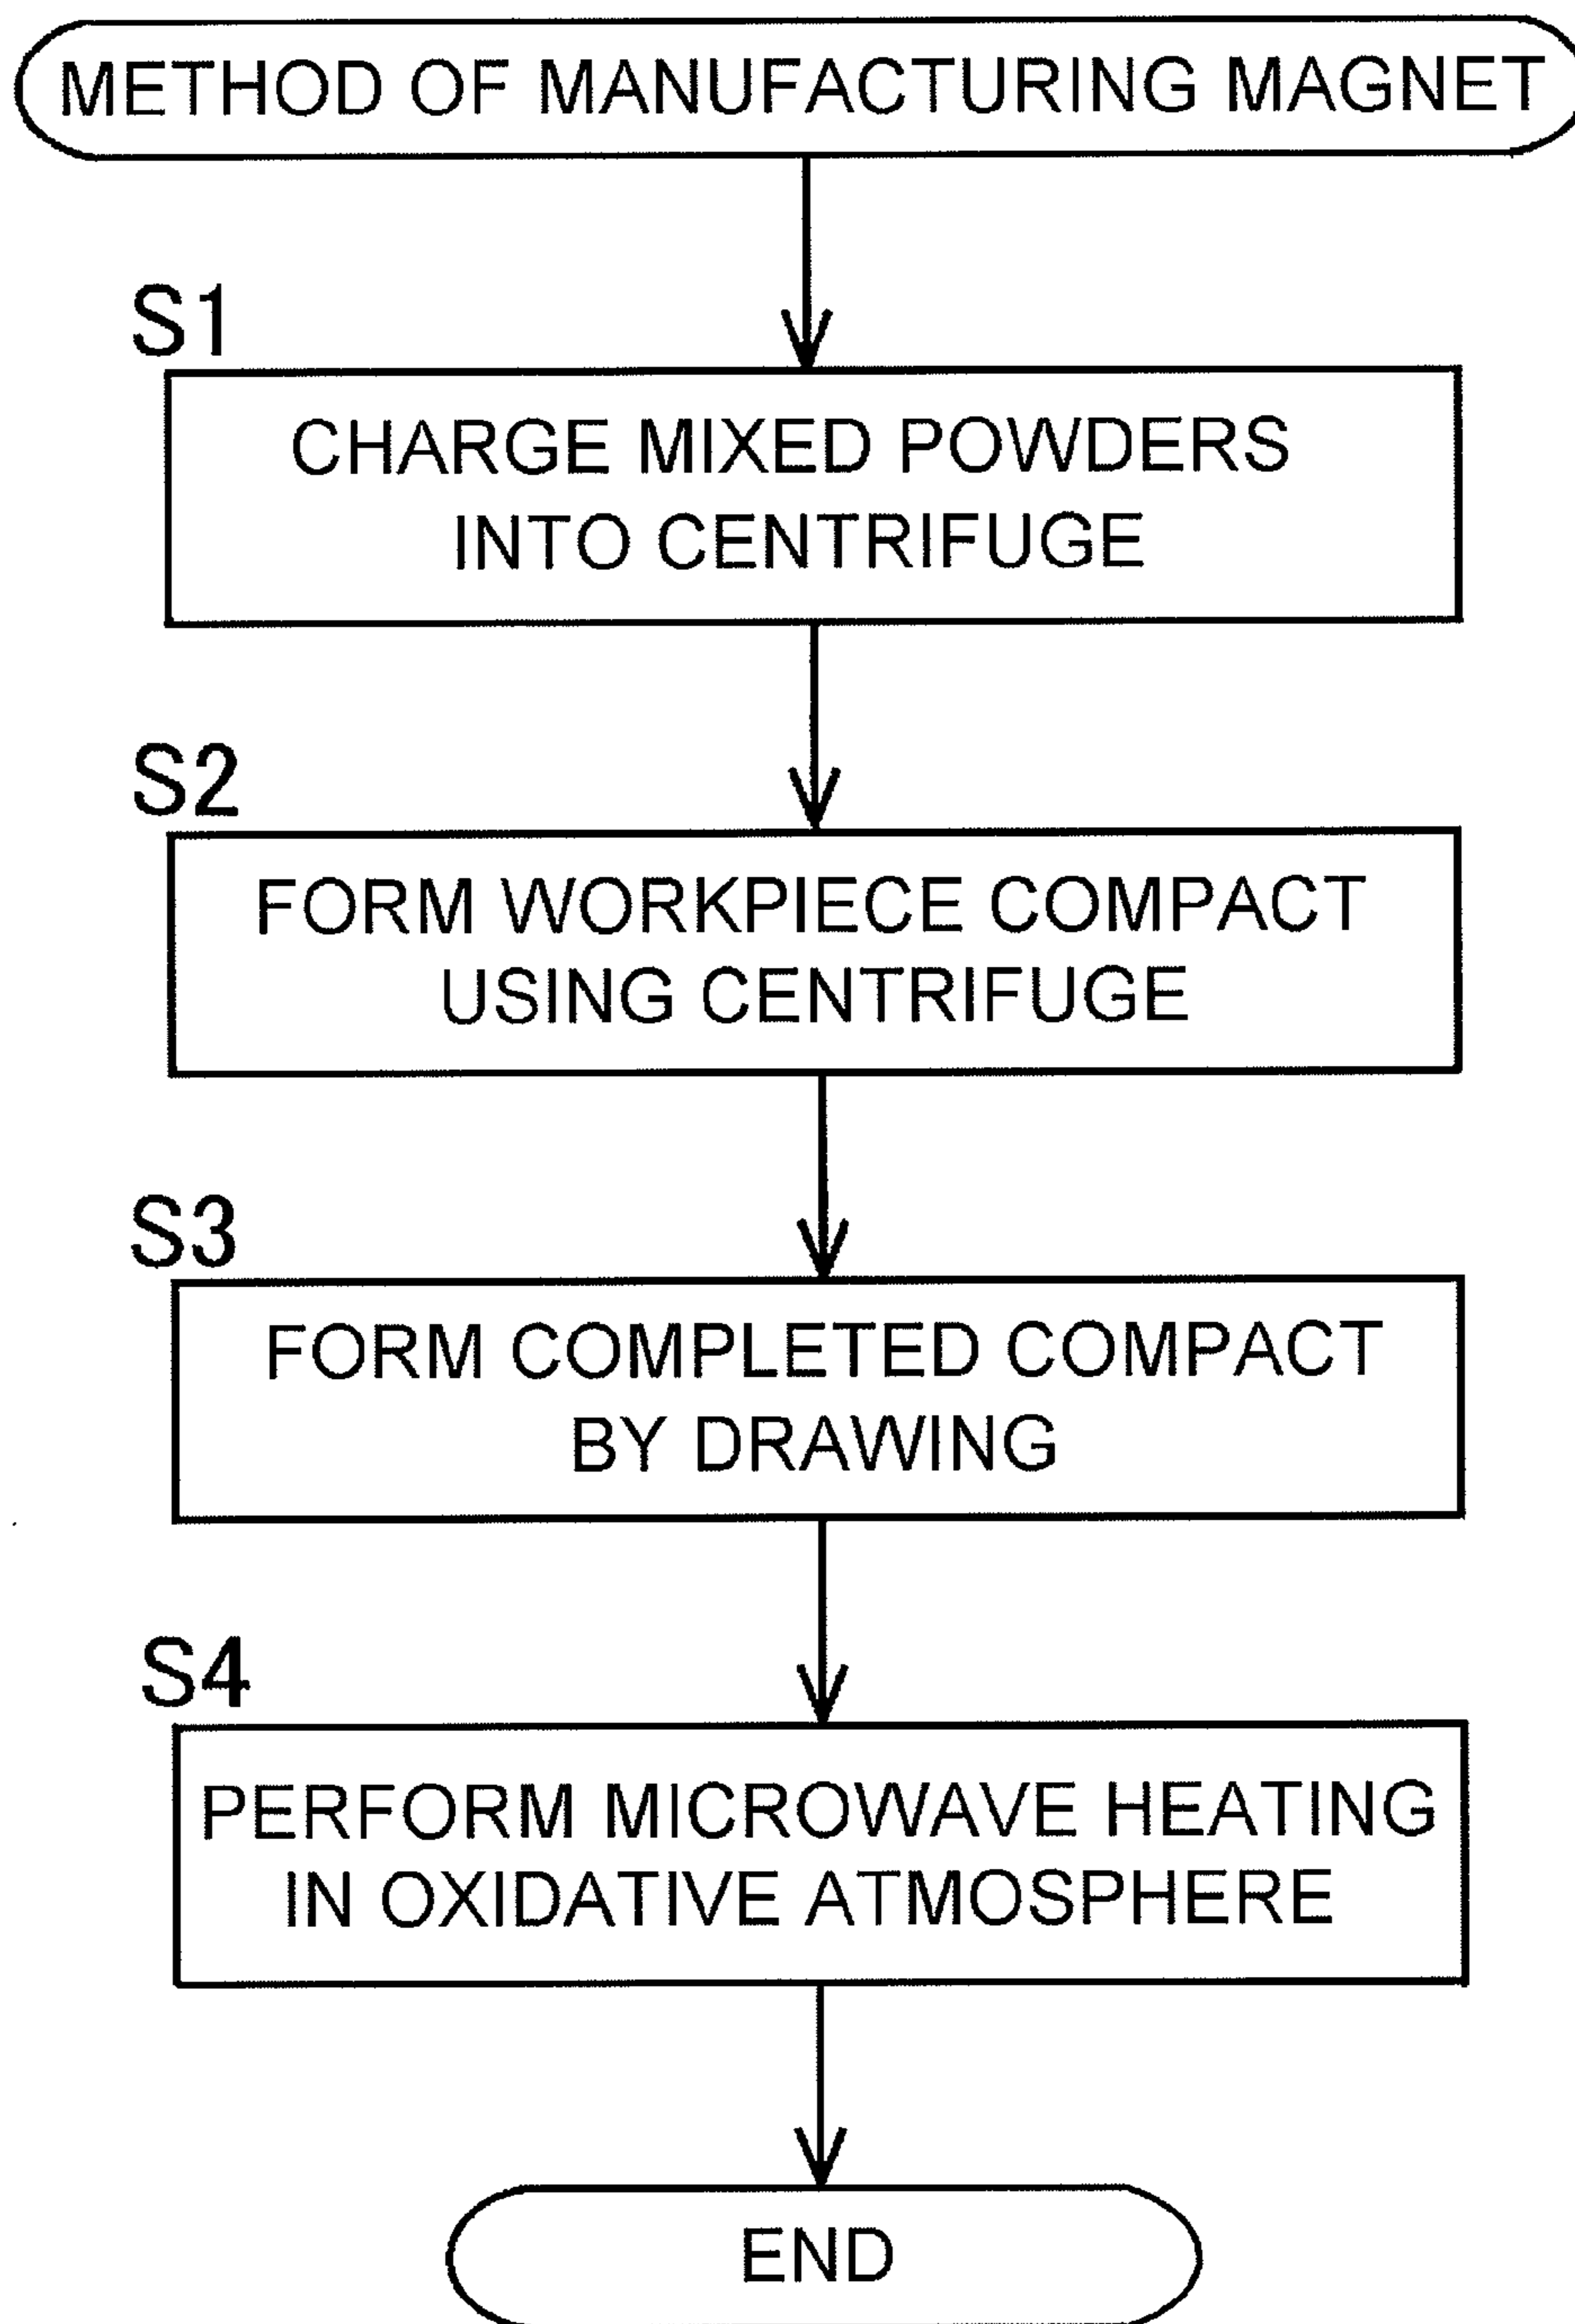 METHOD OF MANUFACTURING MAGNET
S1
CHARGE MIXED POWDERS
INTO CENTRIFUGE
S2
FORM WORKPIECE COMPACT
USING CENTRIFUGE
S3
FORM COMPLETED COMPACT
BY DRAWING
S4
PERFORM MICROWAVE HEATING
IN OXIDATIVE ATMOSPHERE
END